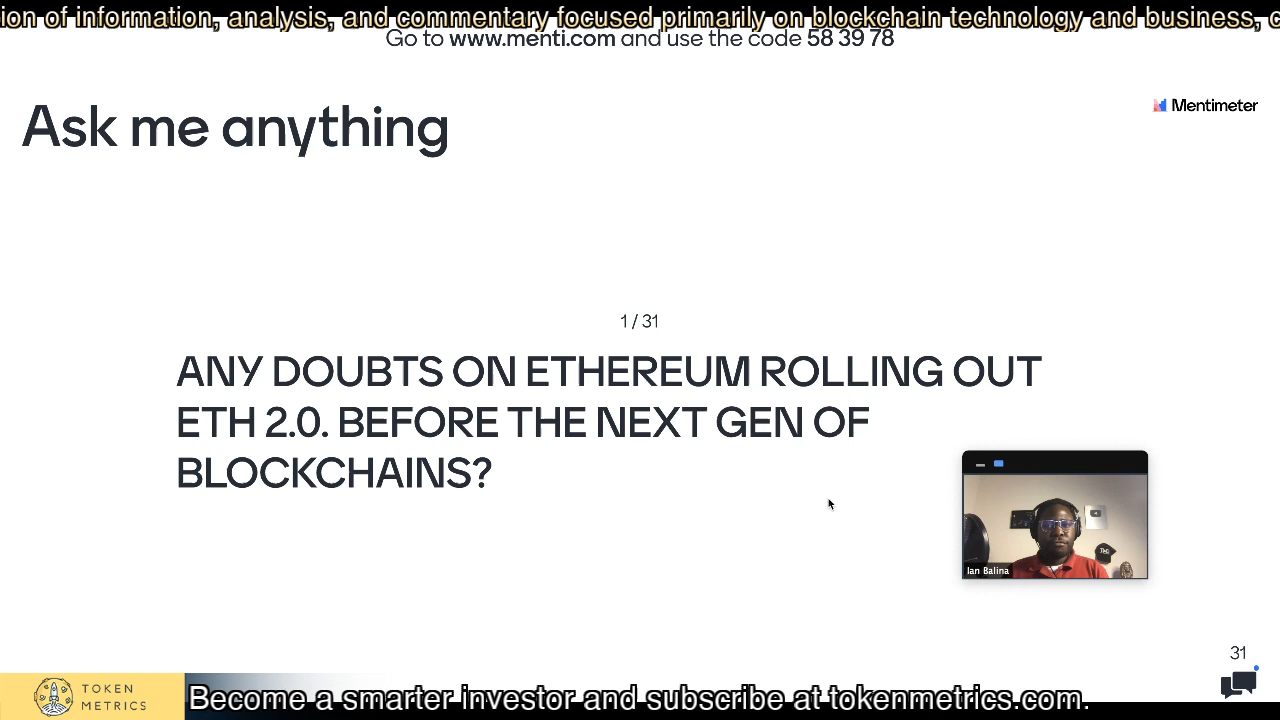 ion of information, analysis, and commentary focused primarily on blockchain technology and business, c
Go to www.menti.com and use the code 58 39 78
Ask me anything
Mentimeter
1 / 31
ANY DOUBTS ON ETHEREUM ROLLING OUT
ETH 2.0. BEFORE THE NEXT GEN OF
BLOCKCHAINS?
Ian Balina
31
TOKEN
METRICS
Become a smarter investor and subscribe at tokenmetrics.com.